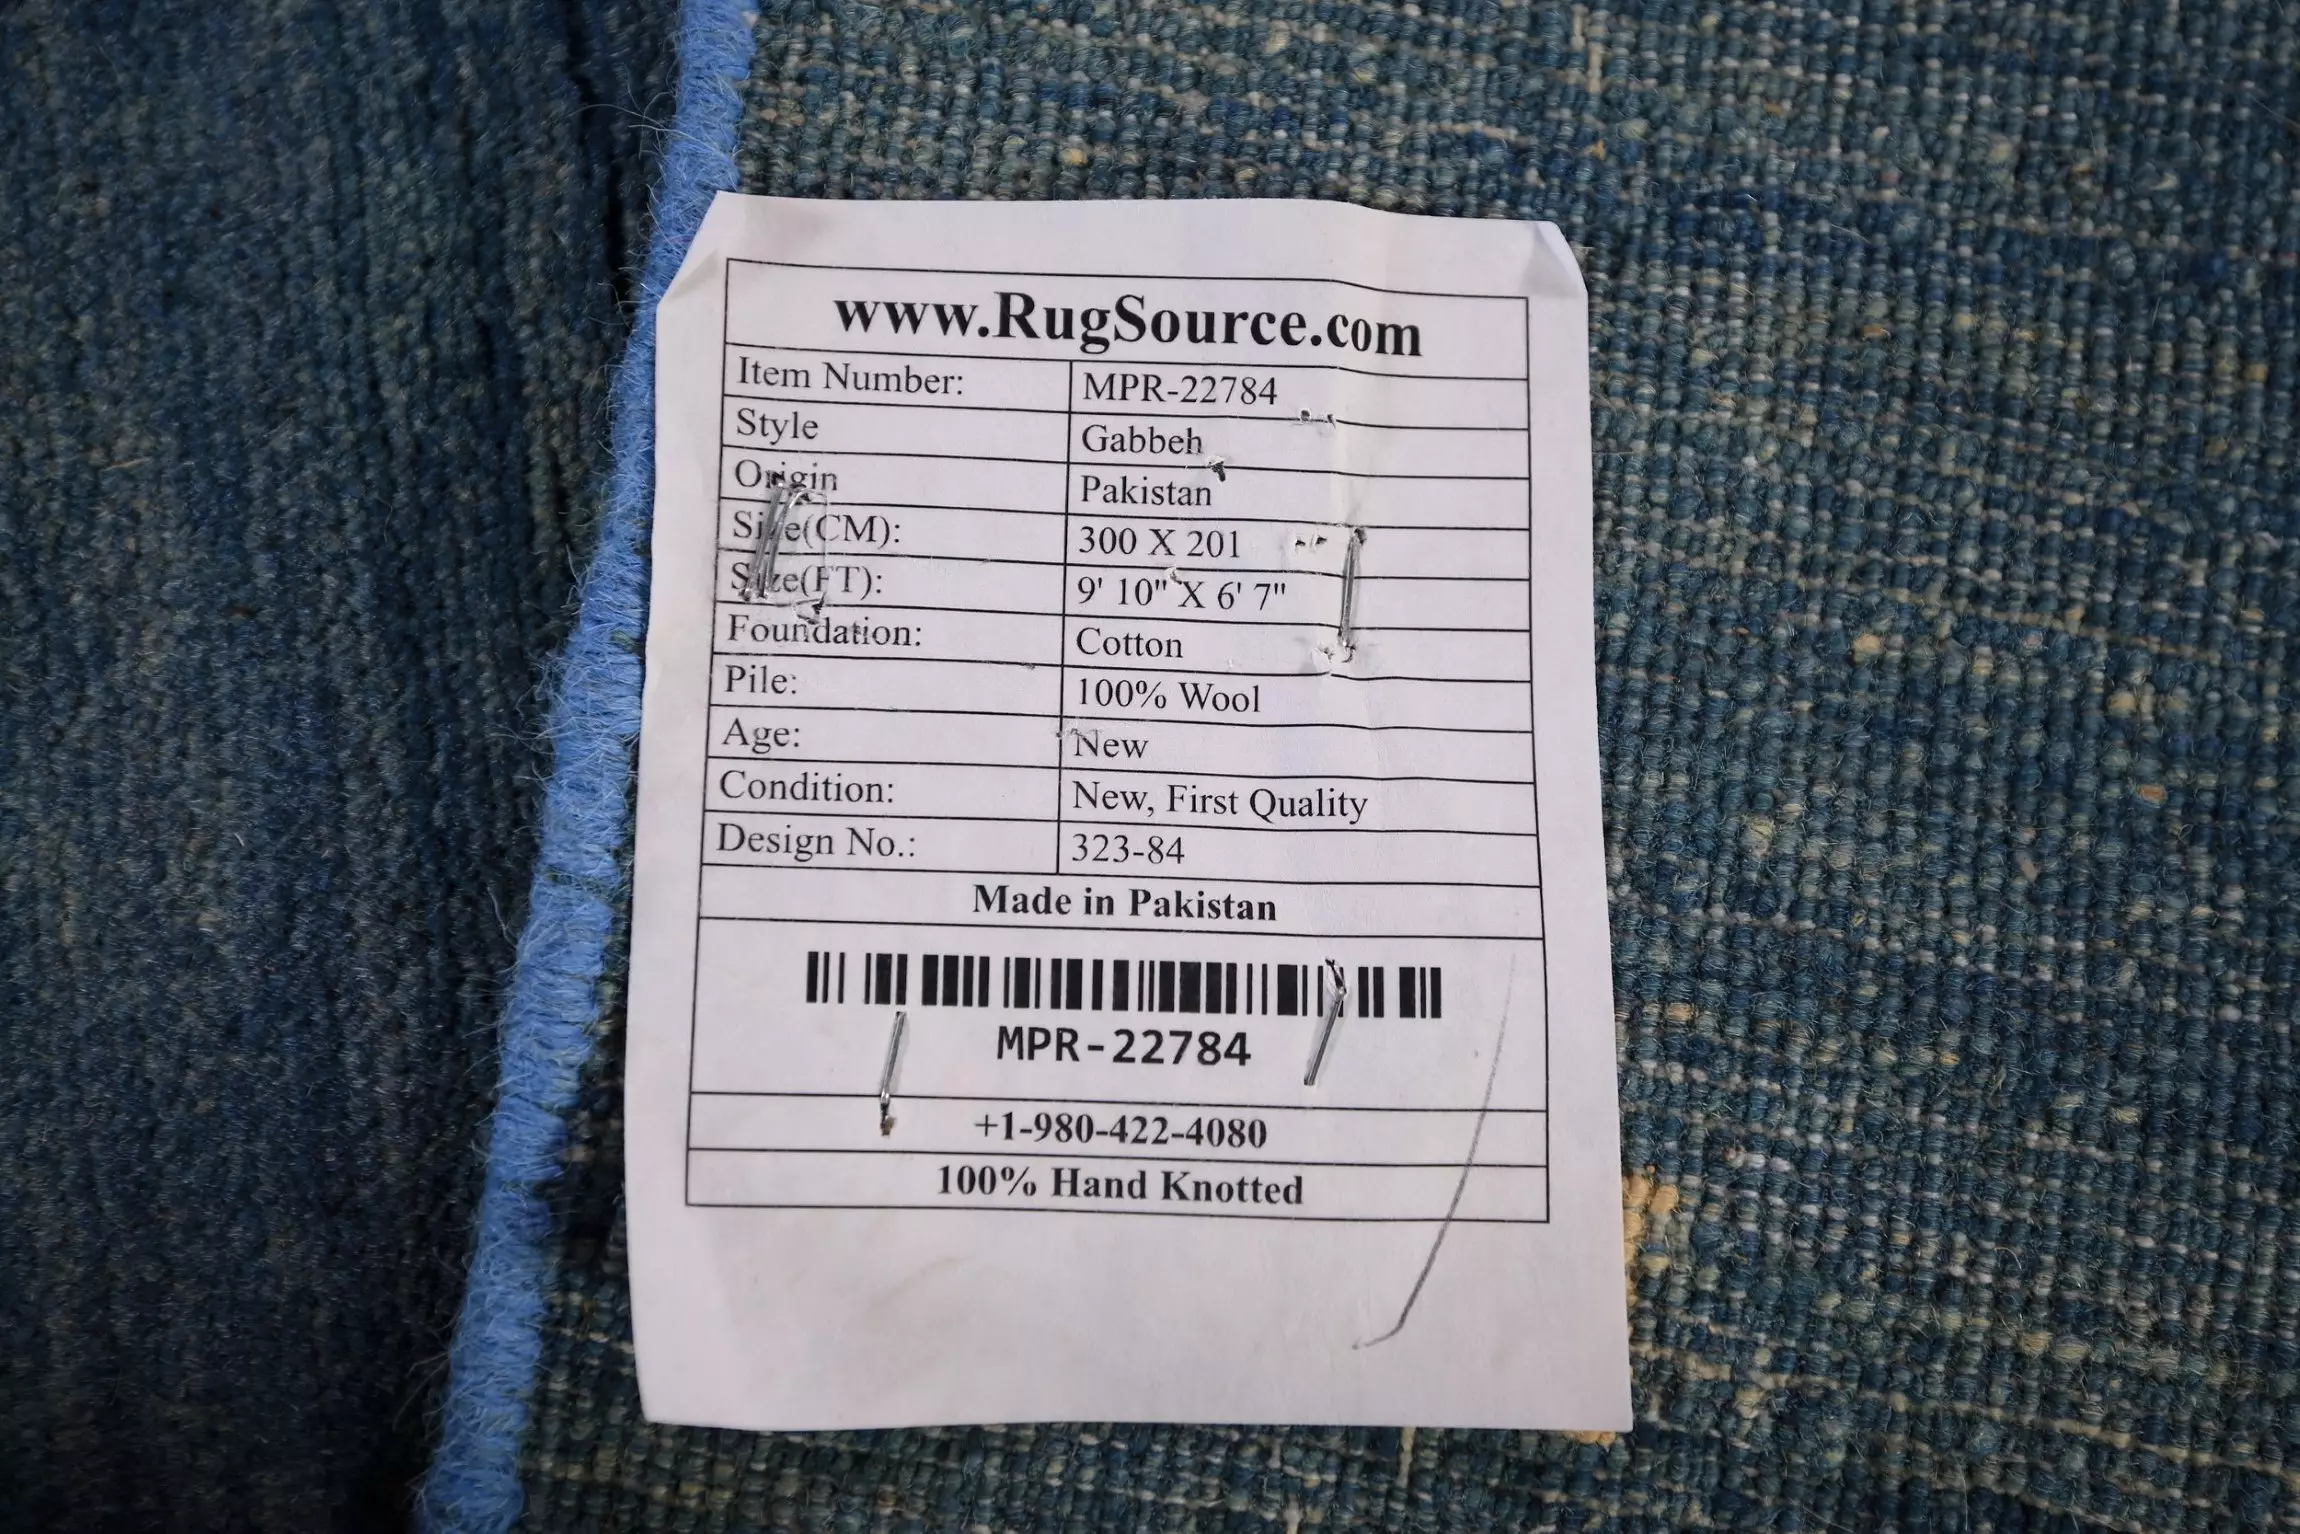 www.RugSource.com
Item Number: MPR-22784
Style Gabbeh
Origin Pakistan
Size(CM): 300 X 201
Size(FT): 9' 10" X 6' 7"
Foundation: Cotton
Pile: 100% Wool
Age: New
Condition: New, First Quality
Design No.: 323-84
Made in Pakistan
MPR-22784
+1-980-422-4080
100% Hand Knotted